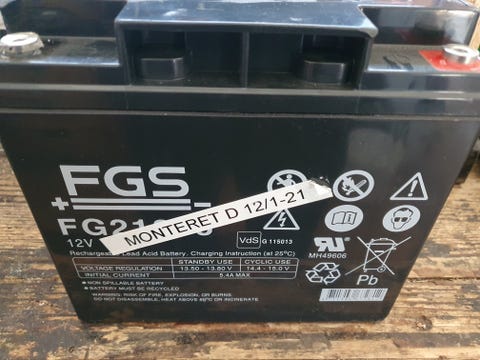 FGS
MONTERET D 12/1-21
12V
VdS G 115013
MH49606
Rechargeable Lead Acid Battery, Charging Instruction (at 25°C)
STANDBY USE CYCLIC USE
VOLTAGE REGULATION 13.50 - 13.80 V 14.4 - 15.0 V
INITIAL CURRENT 5.4A MAX
NON SPILLABLE BATTERY
BATTERY MUST BE RECYCLED
Pb
WARNING: RISK OF FIRE, EXPLOSION, OR BURNS.
DO NOT DISASSEMBLE, HEAT ABOVE 60°C OR INCINERATE